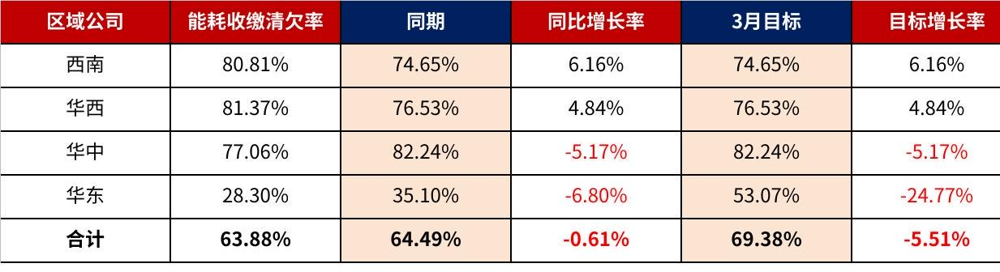 区域公司 能耗收缴清欠率 同期 同比增长率 3月目标 目标增长率
西南 80.81% 74.65% 6.16% 74.65% 6.16%
华西 81.37% 76.53% 4.84% 76.53% 4.84%
华中 77.06% 82.24% -5.17% 82.24% -5.17%
华东 28.30% 35.10% -6.80% 53.07% -24.77%
合计 63.88% 64.49% -0.61% 69.38% -5.51%